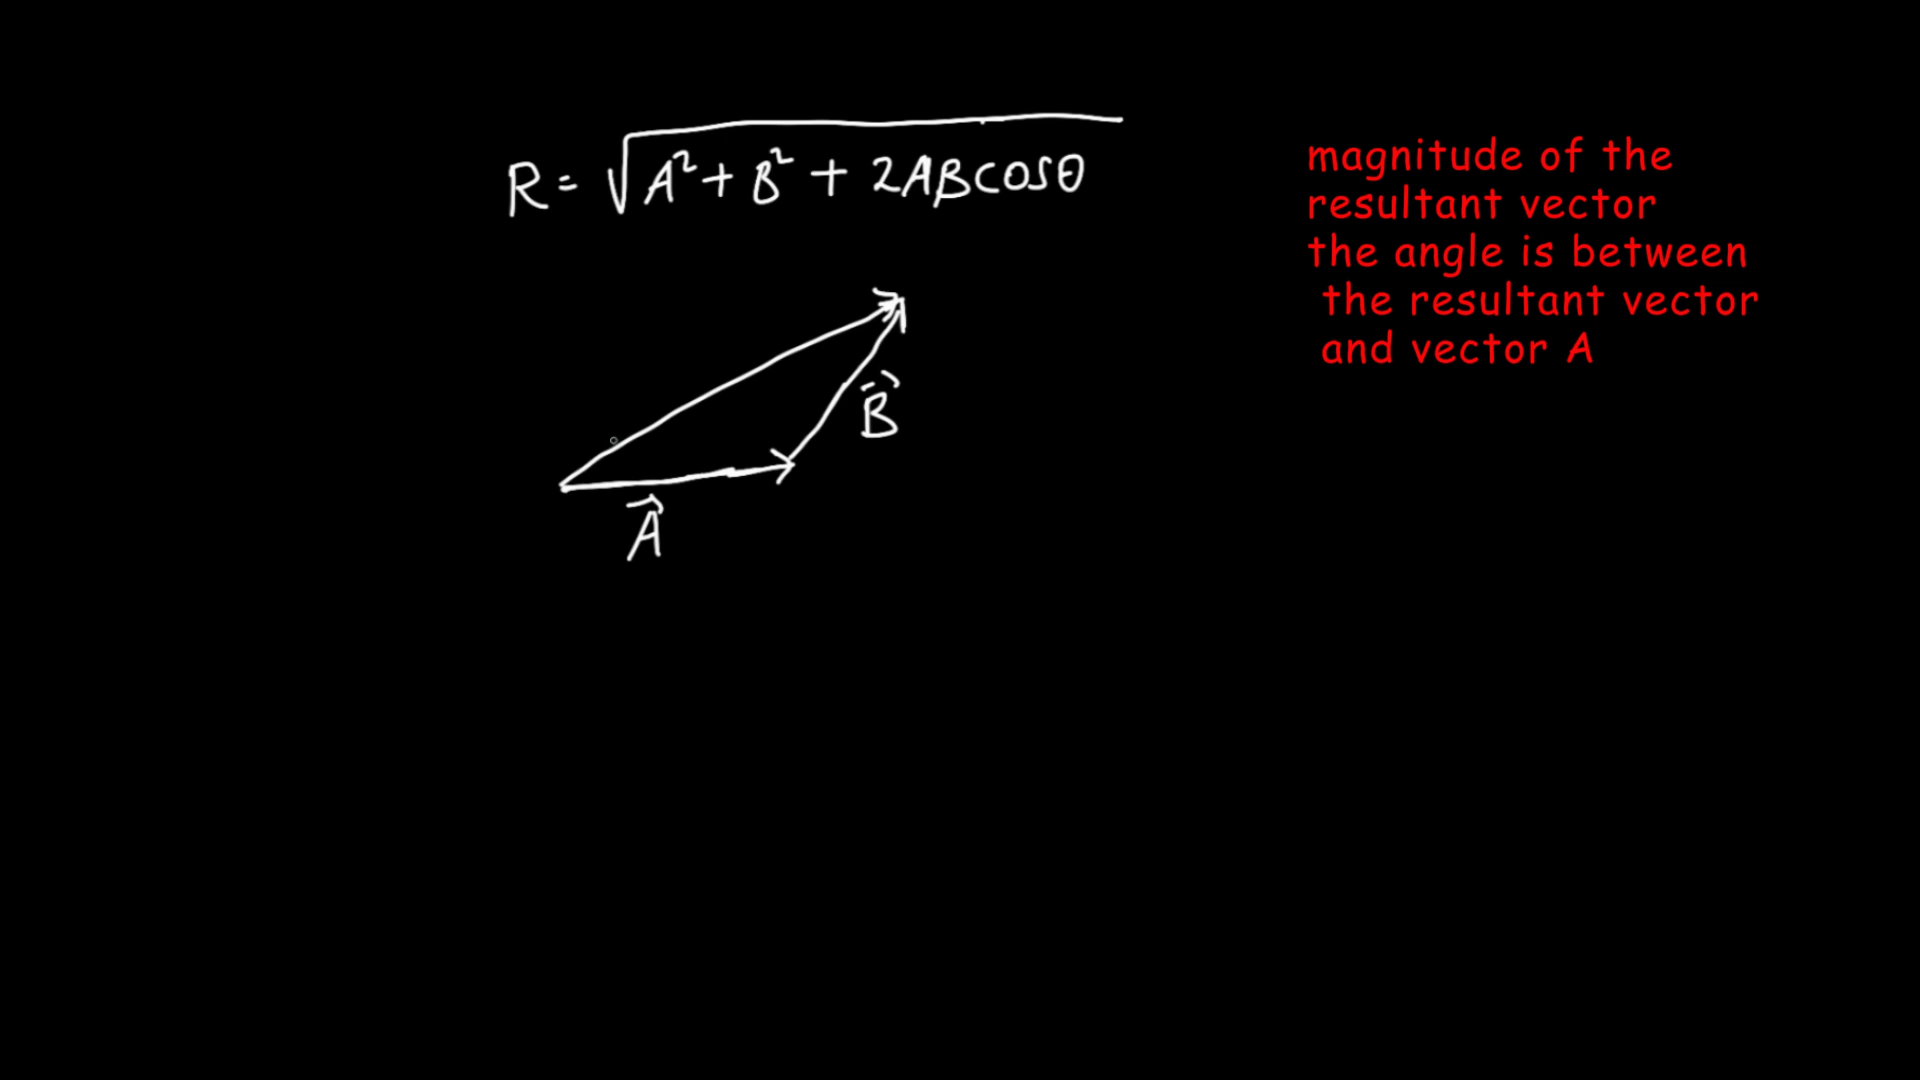 R = √A² + B² + 2ABcosθ
magnitude of the
resultant vector
the angle is between
the resultant vector
and vector A
B⃗
A⃗